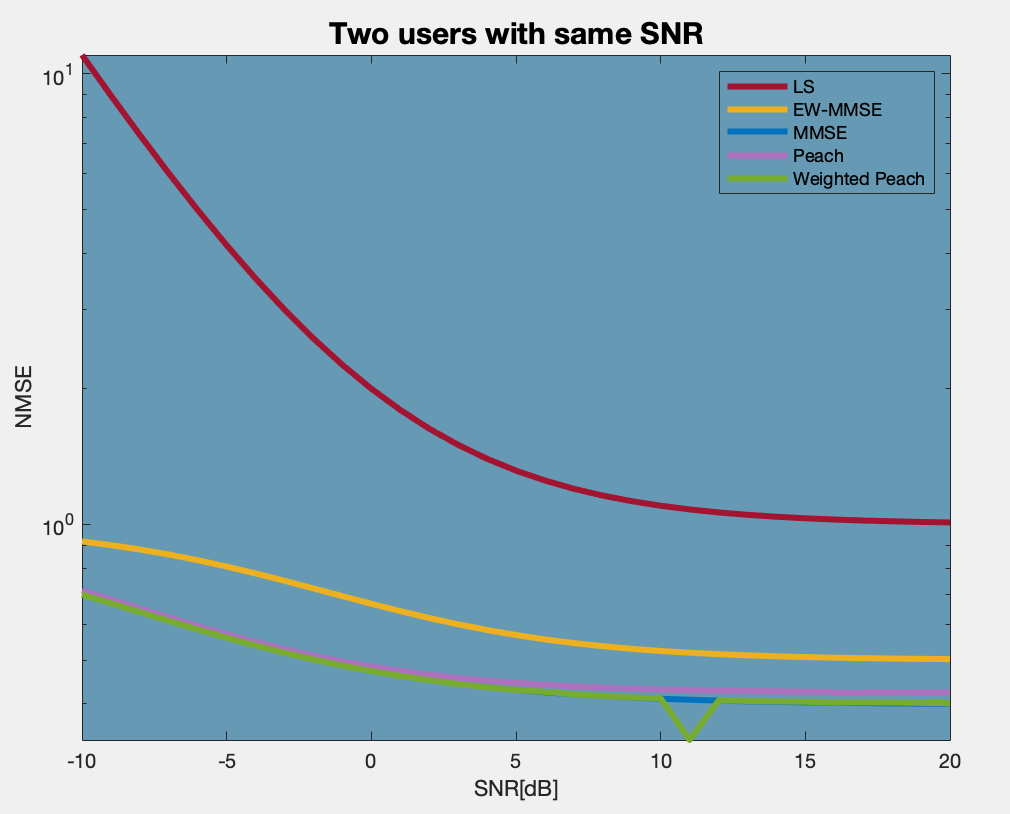 Two users with same SNR
10^1
10^0
NMSE
LS
EW-MMSE
MMSE
Peach
Weighted Peach
-10 -5 0 5 10 15 20
SNR[dB]